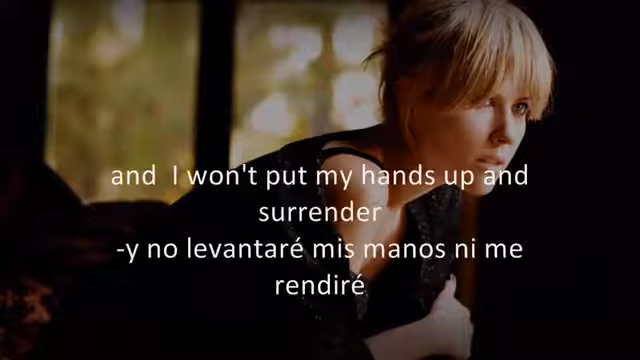 and  I won't put my hands up and
surrender
-y no levantaré mis manos ni me
rendiré